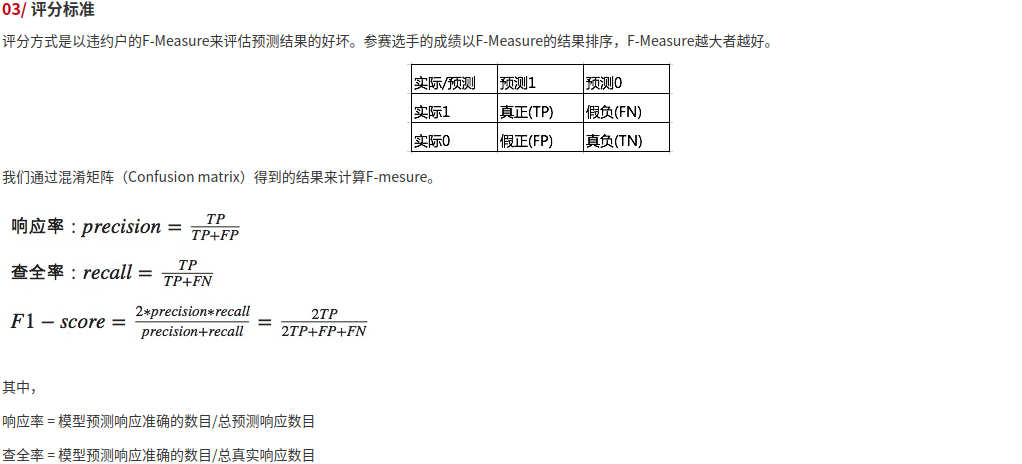 03/ 评分标准
评分方式是以违约户的F-Measure来评估预测结果的好坏。参赛选手的成绩以F-Measure的结果排序，F-Measure越大者越好。
实际/预测 预测1 预测0
实际1 真正(TP) 假负(FN)
实际0 假正(FP) 真负(TN)
我们通过混淆矩阵（Confusion matrix）得到的结果来计算F-mesure。
响应率：precision = TP / TP+FP
查全率：recall = TP / TP+FN
F1 − score = 2*precision*recall / precision+recall = 2TP / 2TP+FP+FN
其中，
响应率 = 模型预测响应准确的数目/总预测响应数目
查全率 = 模型预测响应准确的数目/总真实响应数目